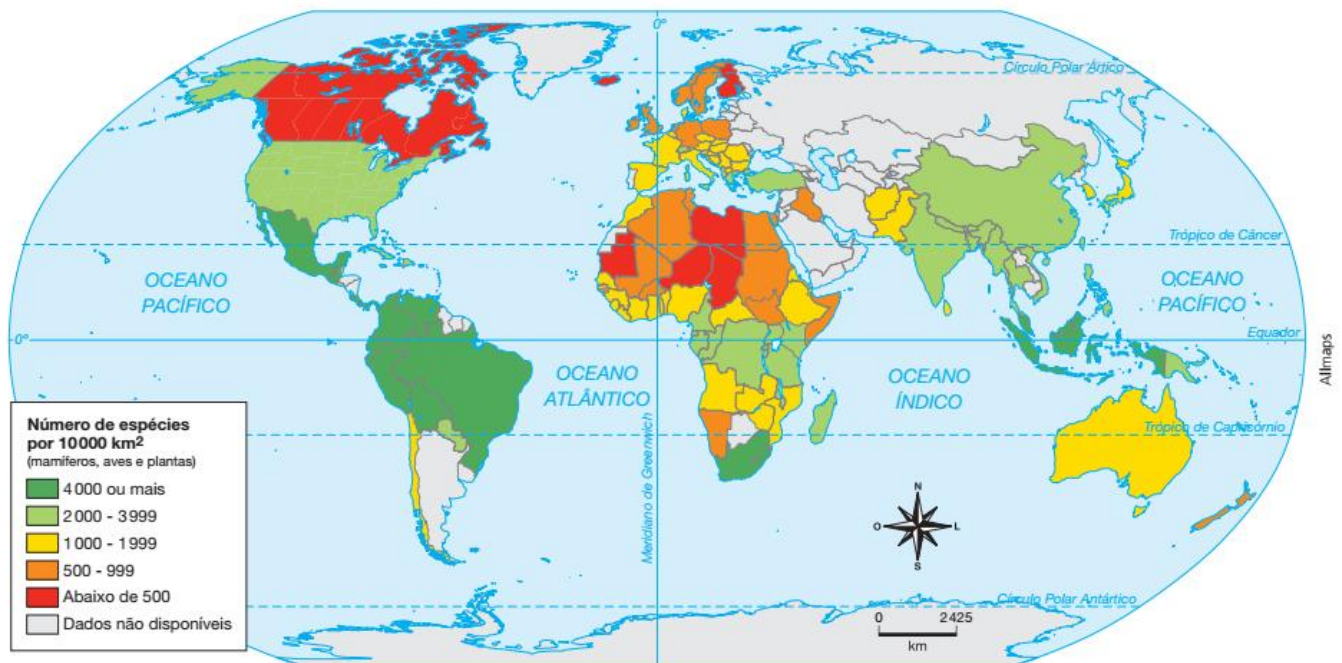 0°
Círculo Polar Ártico
Trópico de Câncer
OCEANO
PACÍFICO
OCEANO
PACÍFICO
0°
Equador
OCEANO
ATLÂNTICO
OCEANO
ÍNDICO
Meridiano de Greenwich
Trópico de Capricórnio
N
O
L
S
Círculo Polar Antártico
0 2425
km
Allmaps
Número de espécies
por 10000 km²
(mamíferos, aves e plantas)
4000 ou mais
2000 - 3999
1000 - 1999
500 - 999
Abaixo de 500
Dados não disponíveis